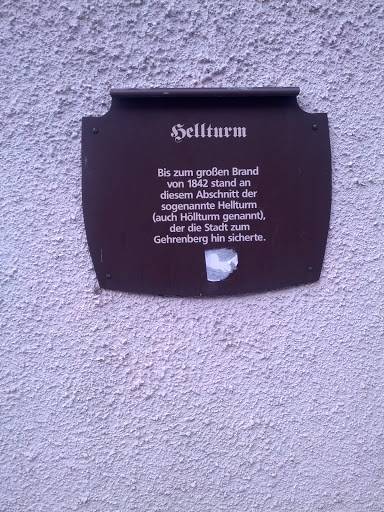 Hellturm
Bis zum großen Brand
von 1842 stand an
diesem Abschnitt der
sogenannte Hellturm
(auch Höllturm genannt),
der die Stadt zum
Gehrenberg hin sicherte.